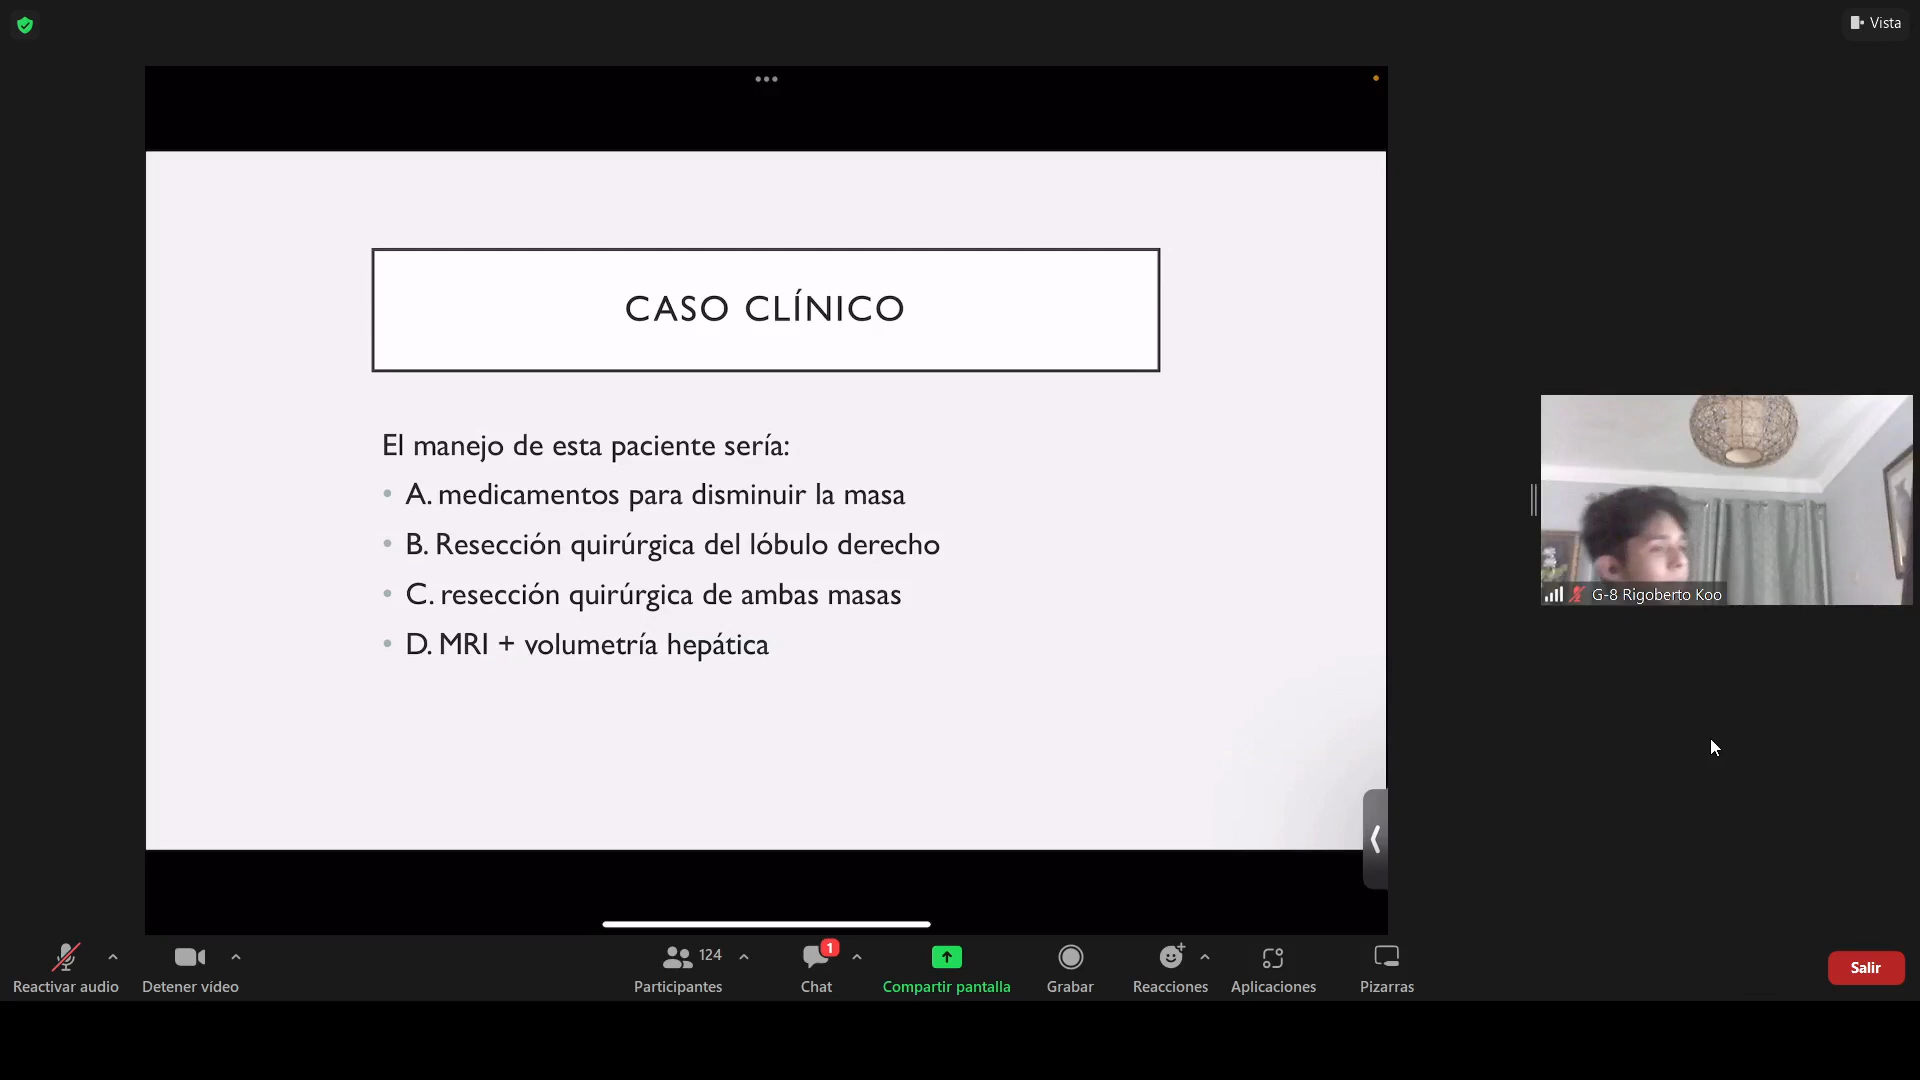 Vista
CASO CLÍNICO
El manejo de esta paciente sería:
• A. medicamentos para disminuir la masa
• B. Resección quirúrgica del lóbulo derecho
• C. resección quirúrgica de ambas masas
• D. MRI + volumetría hepática
G-8 Rigoberto Koo
124
1
Reactivar audio
Detener vídeo
Participantes
Chat
Compartir pantalla
Grabar
Reacciones
Aplicaciones
Pizarras
Salir